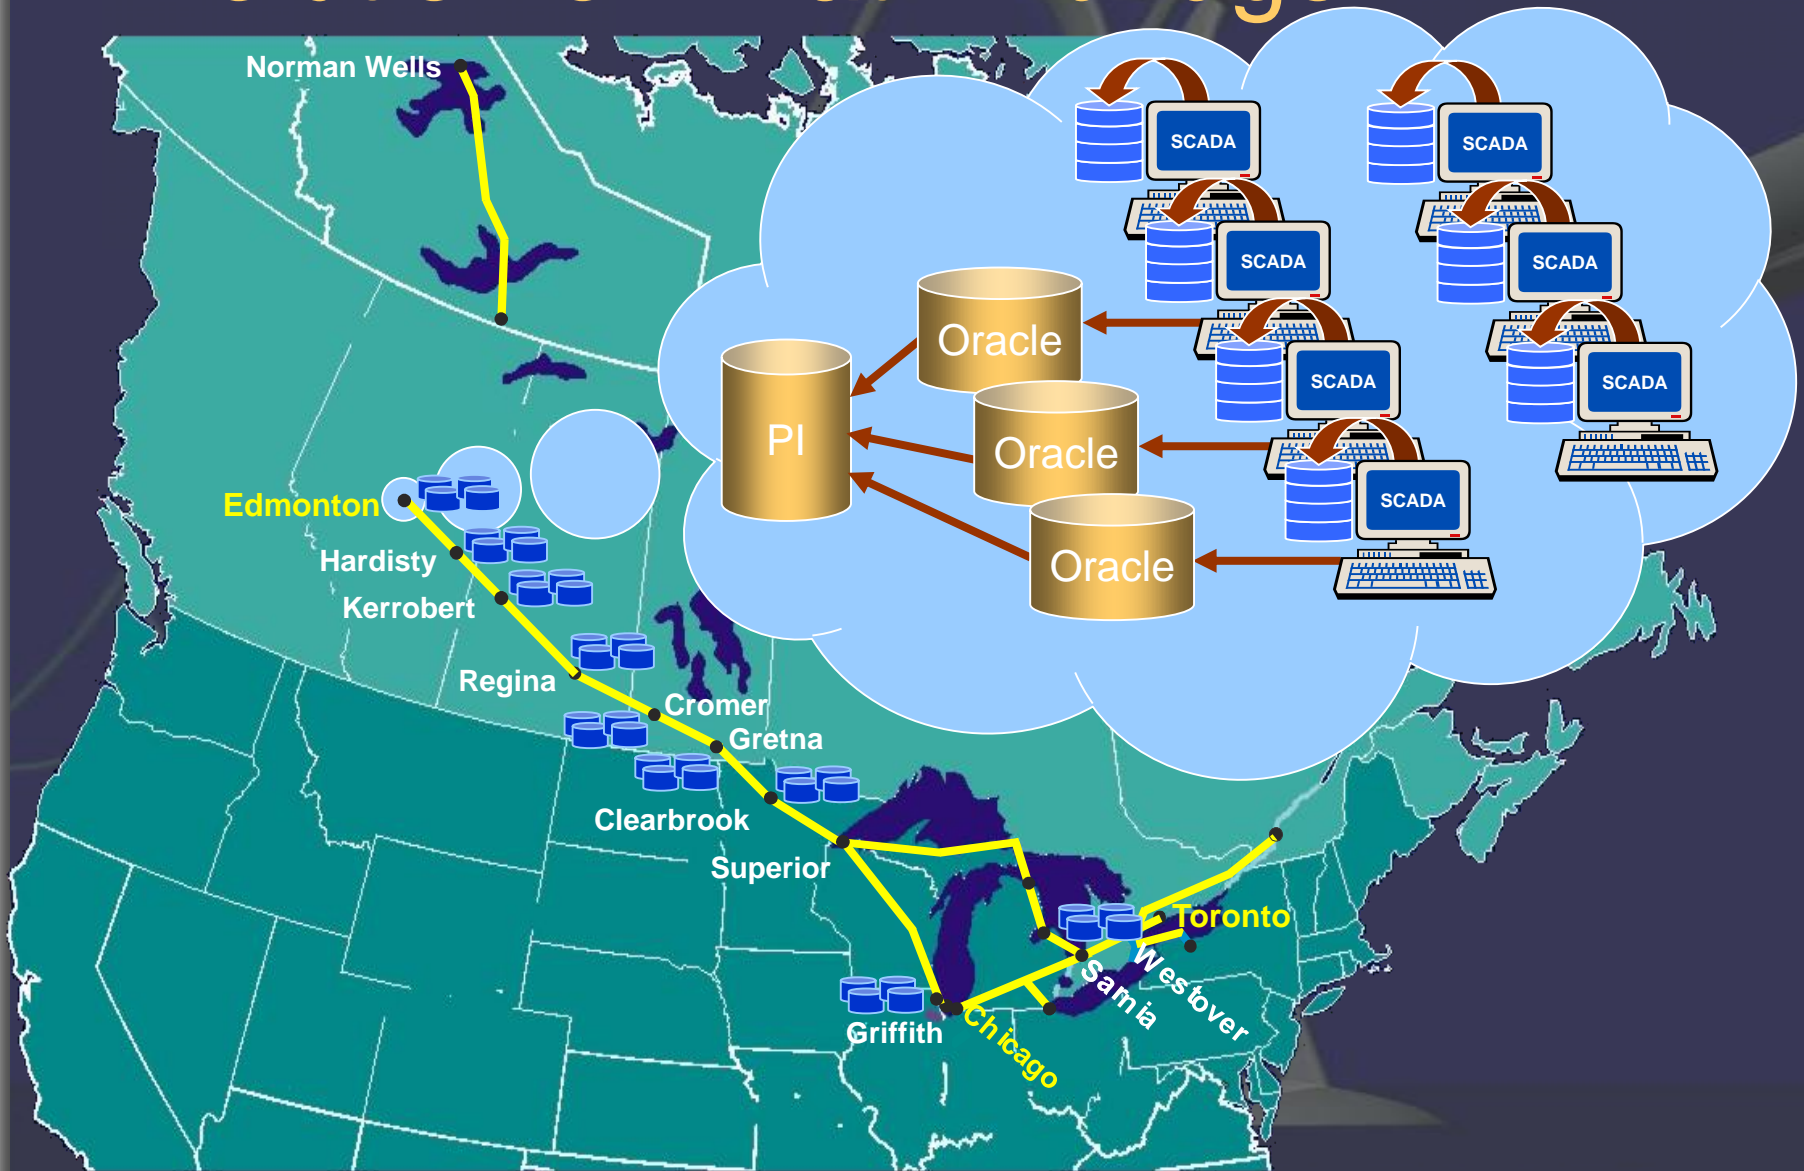 Norman Wells
SCADA
SCADA
SCADA
SCADA
Oracle
SCADA
SCADA
PI
Oracle
Edmonton
SCADA
Hardisty
Oracle
Kerrobert
Regina
Cromer
Gretna
Clearbrook
Superior
Toronto
Westover
Sarnia
Griffith
Chicago